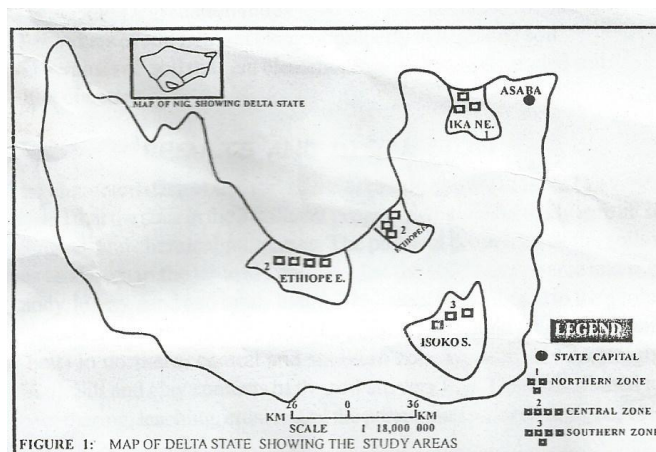 MAP OF NIG. SHOWING DELTA STATE
ASABA
IKA NE.
1
2
2
ETHIOPE E.
3
ISOKO S.
LEGEND
STATE CAPITAL
1
NORTHERN ZONE
2
CENTRAL ZONE
3
SOUTHERN ZONE
26 0 36
KM KM
SCALE 1 18,000 000
FIGURE 1: MAP OF DELTA STATE SHOWING THE STUDY AREAS